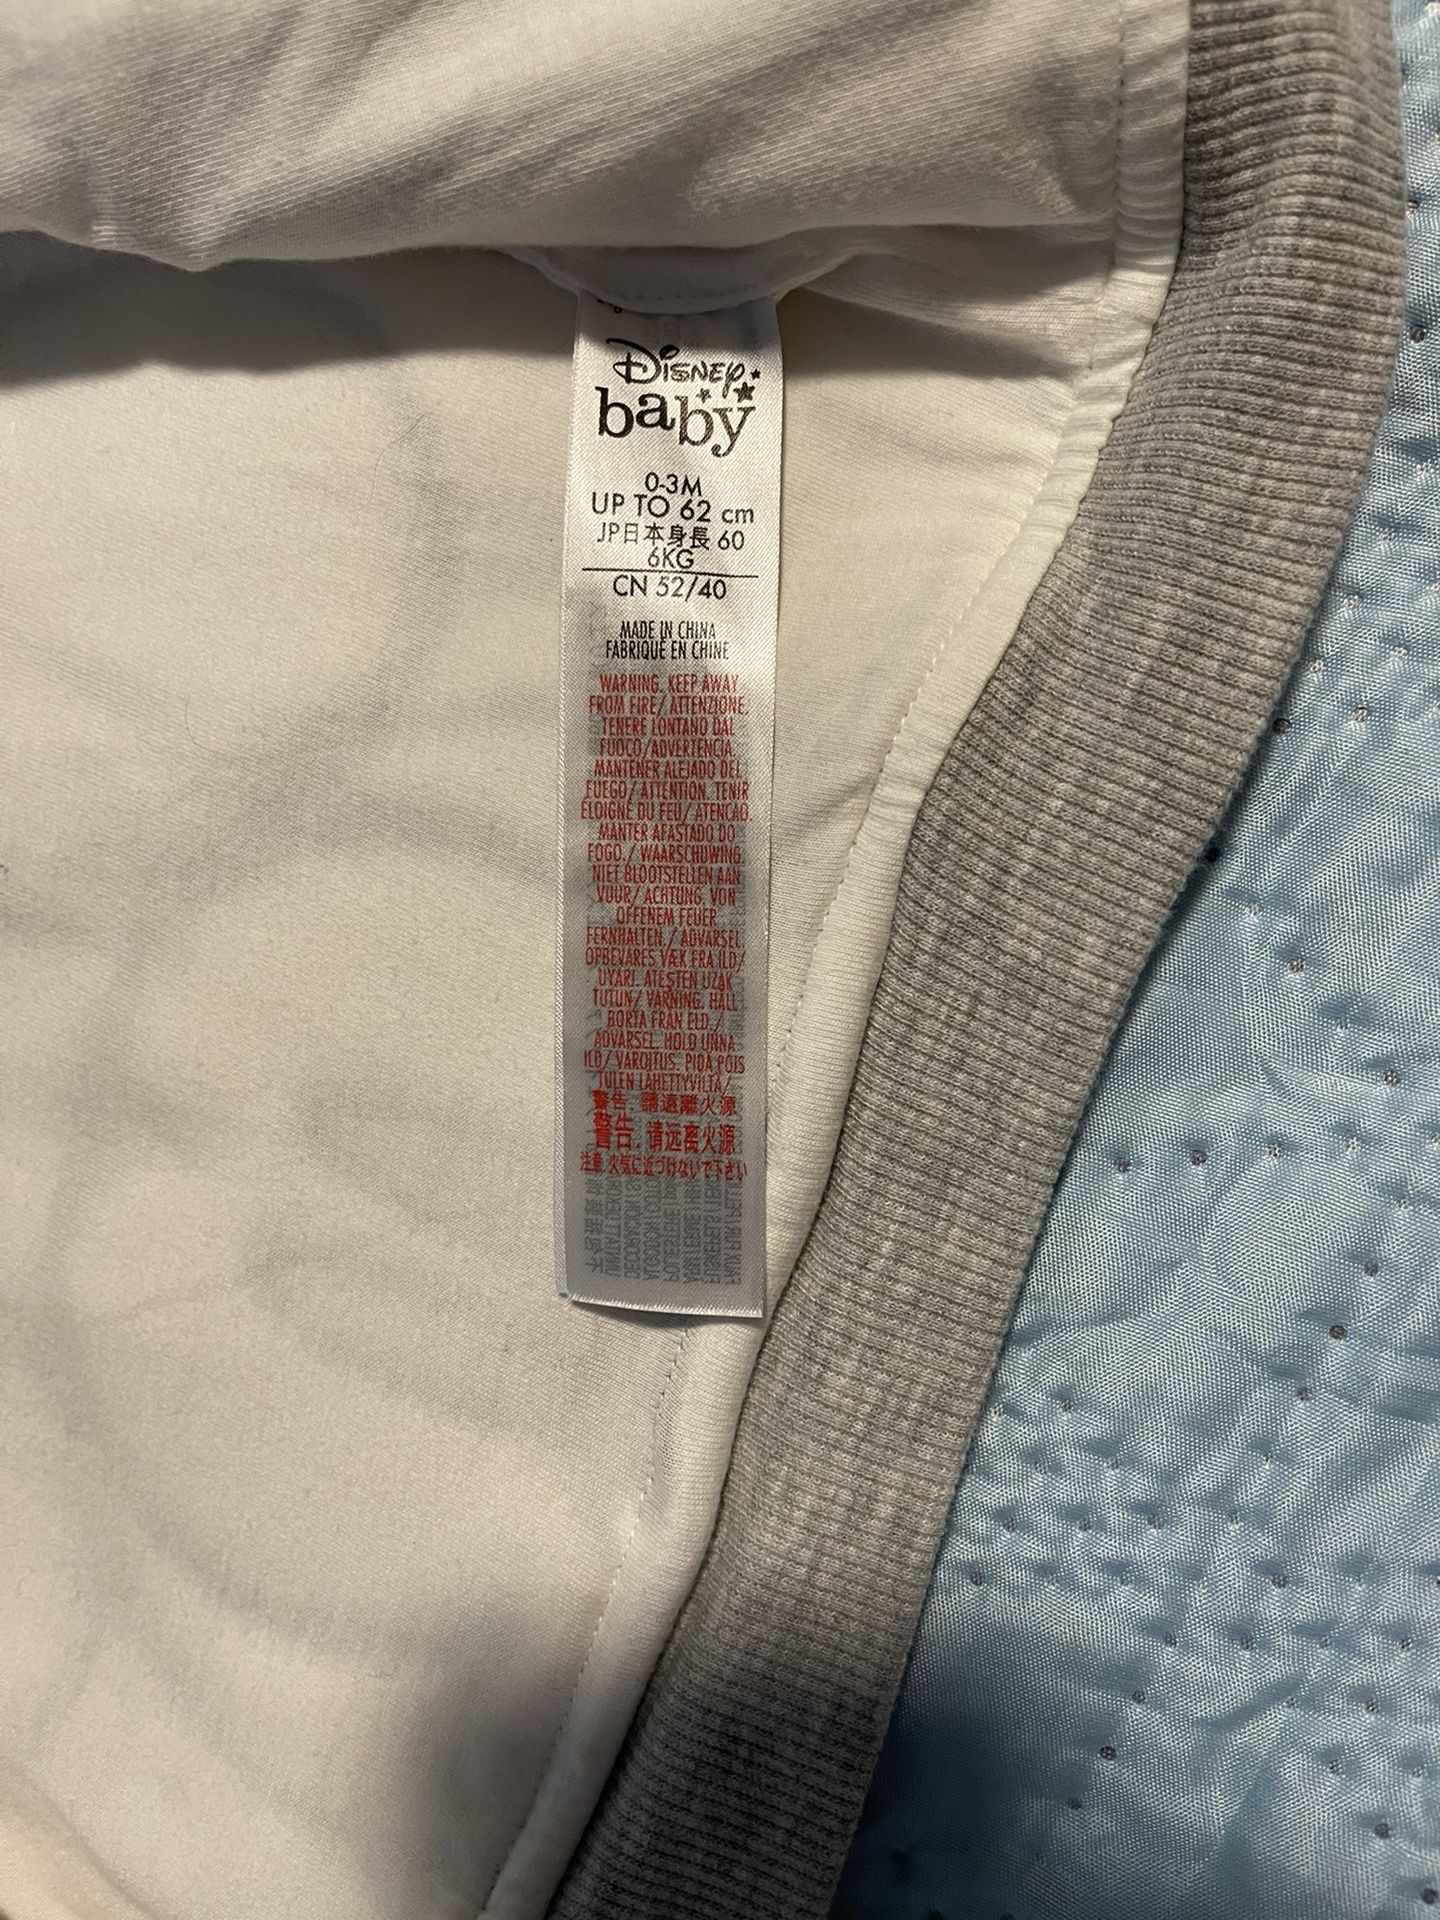 Disney
baby
0-3M
UP TO 62 cm
JP日本身長 60
6KG
CN 52/40
MADE IN CHINA
FABRIQUÉ EN CHINE
WARNING. KEEP AWAY
FROM FIRE/ ATTENZIONE.
TENERE LONTANO DAL
FUOCO/ADVERTENCIA.
MANTENER ALEJADO DEL
FUEGO/ ATTENTION. TENIR
ÉLOIGNÉ DU FEU/ ATENCAO.
MANTER AFASTADO DO
FOGO./ WAARSCHUWING.
NIET BLOOTSTELLEN AAN
VUUR/ ACHTUNG. VON
OFFENEM FEUER
FERNHALTEN./ ADVARSEL.
OPBEVARES VÆK FRA ILD/
UYARI. ATEŞTEN UZAK
TUTUN/ VARNING. HÅLL
BORTA FRÅN ELD./
ADVARSEL. HOLD UNNA
ILD/ VAROITUS. PIDÄ POIS
TULEN LÄHETTYVILTÄ/
警告. 請遠離火源
警告. 请远离火源
注意. 火気に近づけないで下さい